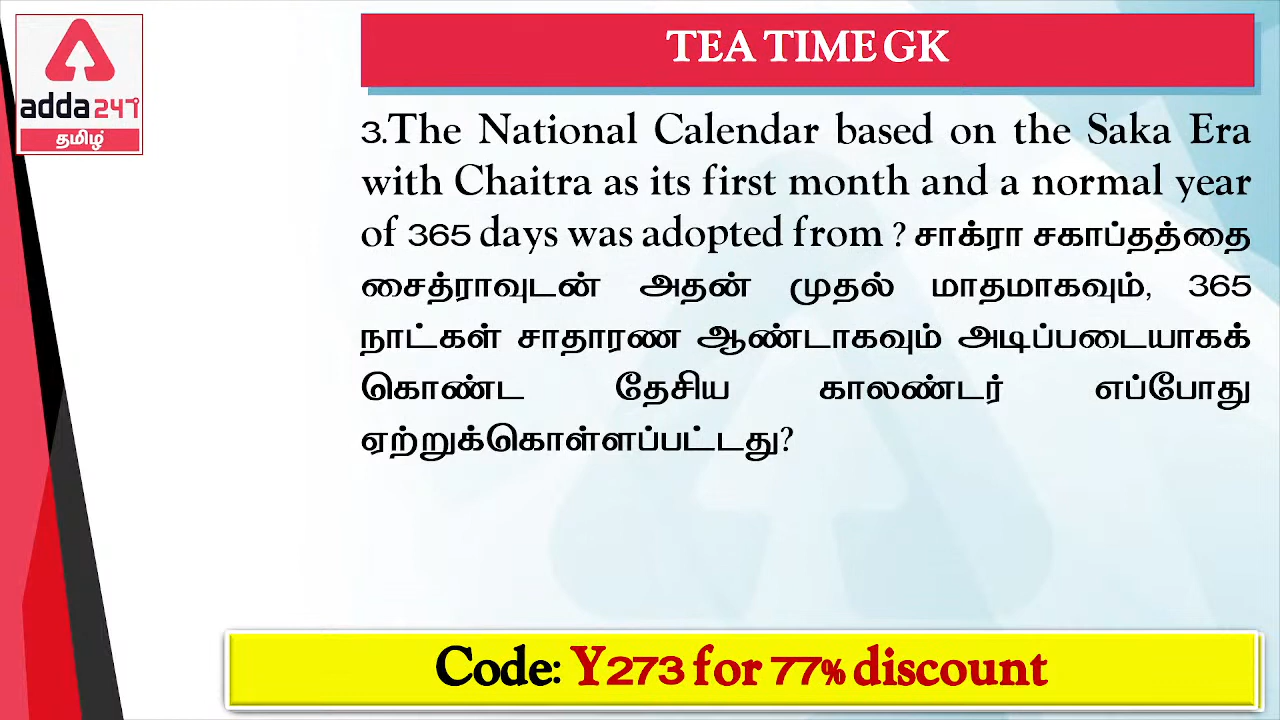 adda247
தமிழ்
TEA TIME GK
3.The National Calendar based on the Saka Era
with Chaitra as its first month and a normal year
of 365 days was adopted from ? சாக்ரா சகாப்தத்தை
சைத்ராவுடன் அதன் முதல் மாதமாகவும், 365
நாட்கள் சாதாரண ஆண்டாகவும் அடிப்படையாகக்
கொண்ட தேசிய காலண்டர் எப்போது
ஏற்றுக்கொள்ளப்பட்டது?
Code: Y273 for 77% discount